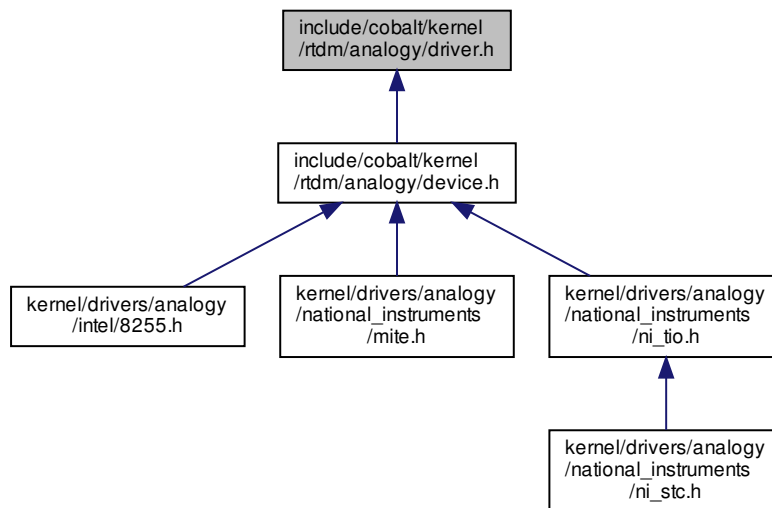 include/cobalt/kernel
/rtdm/analogy/driver.h
include/cobalt/kernel
/rtdm/analogy/device.h
kernel/drivers/analogy
/intel/8255.h
kernel/drivers/analogy
/national_instruments
/mite.h
kernel/drivers/analogy
/national_instruments
/ni_tio.h
kernel/drivers/analogy
/national_instruments
/ni_stc.h